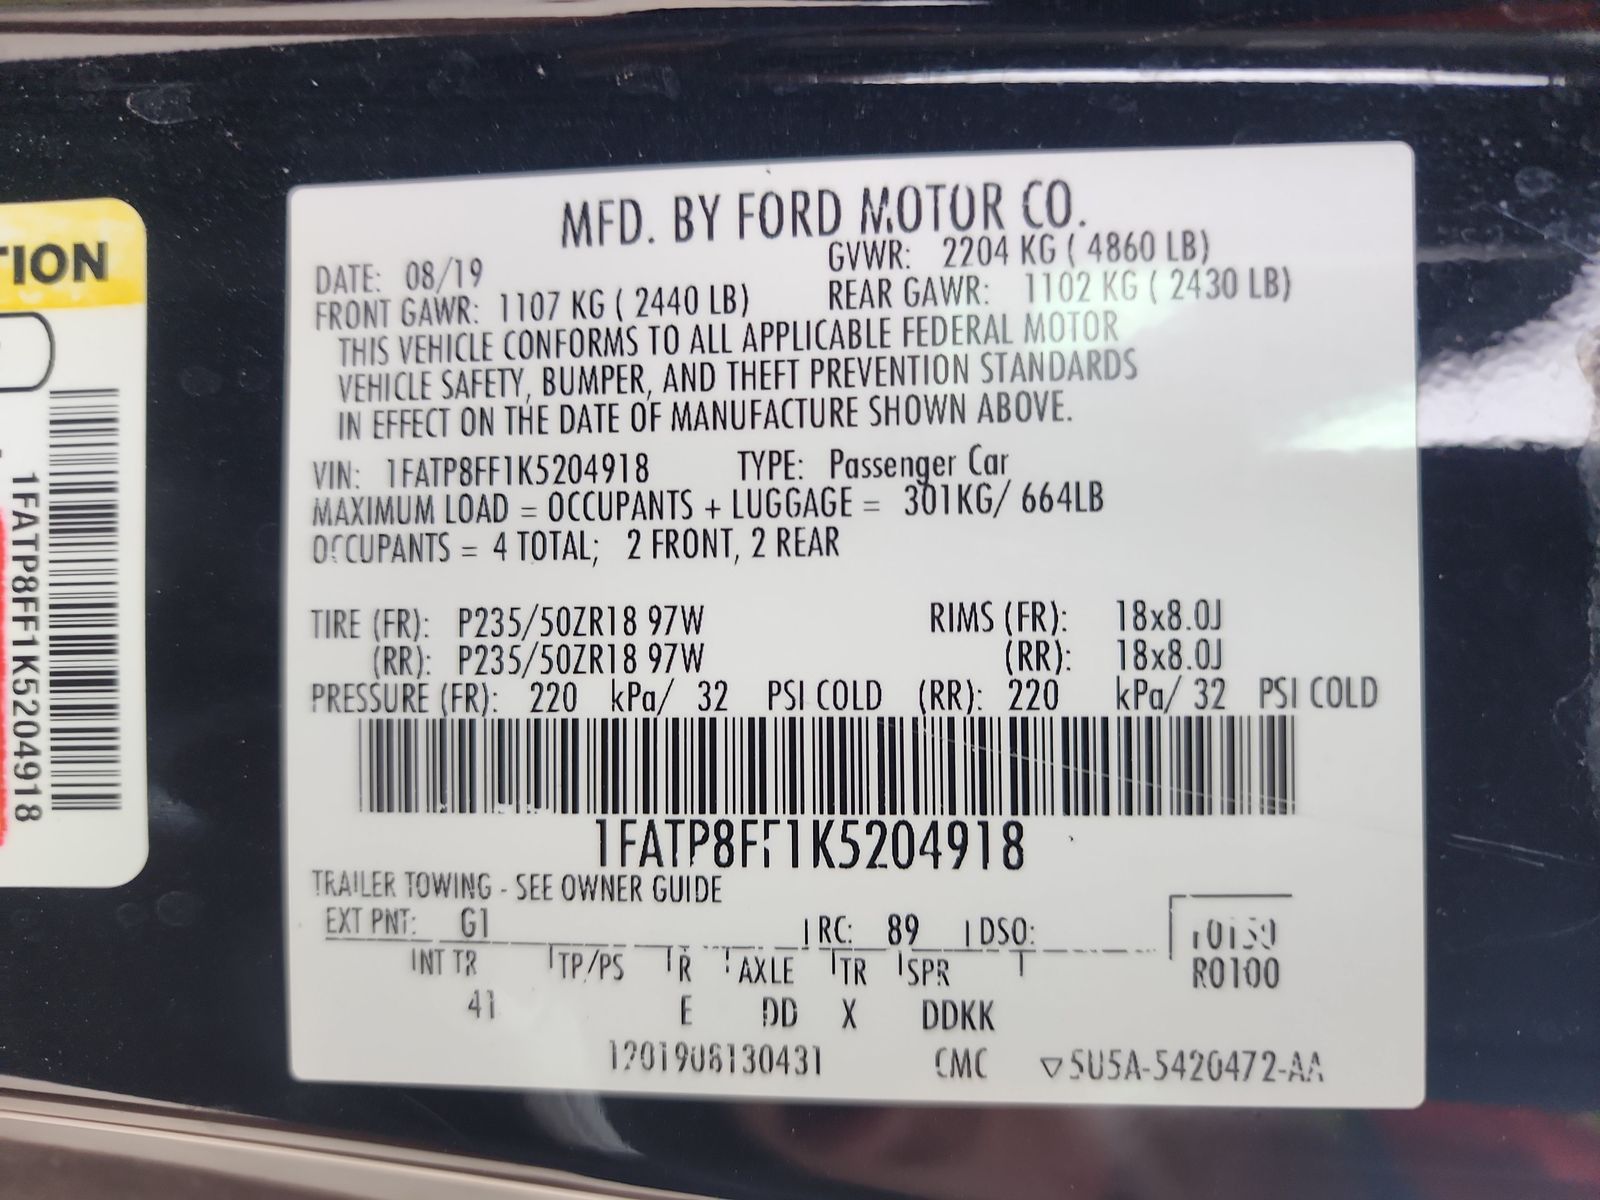 TION
1FATP8FF1K5204918
MFD. BY FORD MOTOR CO.
DATE: 08/19 GVWR: 2204 KG ( 4860 LB)
FRONT GAWR: 1107 KG ( 2440 LB) REAR GAWR: 1102 KG ( 2430 LB)
THIS VEHICLE CONFORMS TO ALL APPLICABLE FEDERAL MOTOR
VEHICLE SAFETY, BUMPER, AND THEFT PREVENTION STANDARDS
IN EFFECT ON THE DATE OF MANUFACTURE SHOWN ABOVE.
VIN: 1FATP8FF1K5204918 TYPE: Passenger Car
MAXIMUM LOAD = OCCUPANTS + LUGGAGE = 301KG/ 664LB
OCCUPANTS = 4 TOTAL; 2 FRONT, 2 REAR
TIRE (FR): P235/50ZR18 97W RIMS (FR): 18x8.0J
(RR): P235/50ZR18 97W (RR): 18x8.0J
PRESSURE (FR): 220 kPa/ 32 PSI COLD (RR): 220 kPa/ 32 PSI COLD
1FATP8FF1K5204918
TRAILER TOWING - SEE OWNER GUIDE
EXT PNT: G1 RC: 89 DSO:
INT TR TP/PS R AXLE TR SPR R0100
41 E DD X DDKK
1201908130431 CMC ▽5U5A-5420472-AA